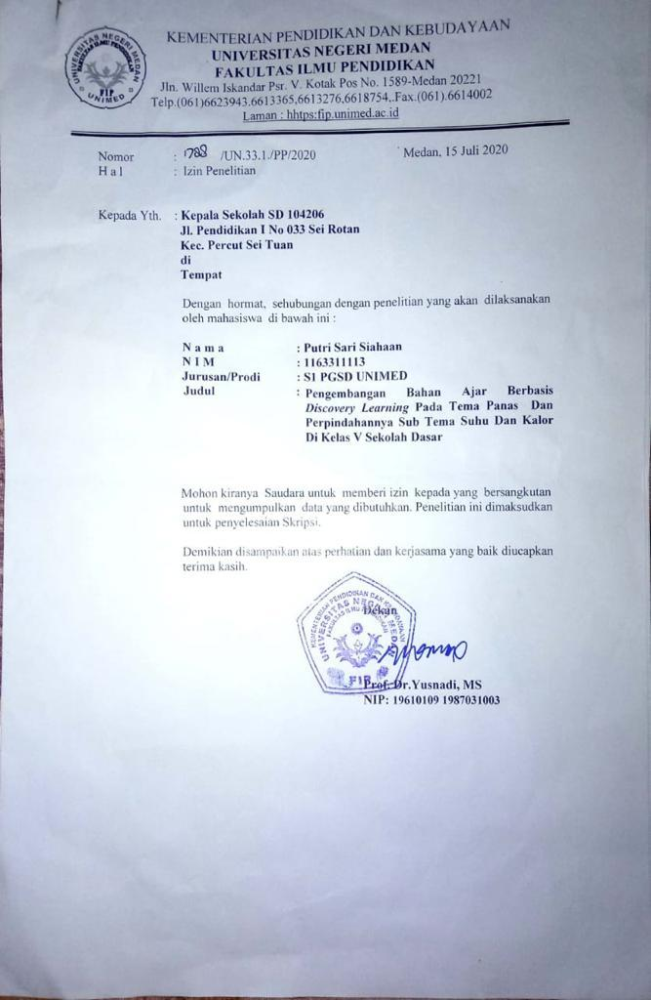 UNIVERSITAS NEGERI MEDAN
FAKULTAS ILMU PENDIDIKAN
FIP
UNIMED
KEMENTERIAN PENDIDIKAN DAN KEBUDAYAAN
UNIVERSITAS NEGERI MEDAN
FAKULTAS ILMU PENDIDIKAN
Jln. Willem Iskandar Psr. V. Kotak Pos No. 1589-Medan 20221
Telp.(061)6623943.6613365,6613276,6618754,.Fax.(061).6614002
Laman : hhtps:fip.unimed.ac.id
Nomor : 1788 /UN.33.1./PP/2020 Medan, 15 Juli 2020
H a l : Izin Penelitian
Kepada Yth. : Kepala Sekolah SD 104206
Jl. Pendidikan I No 033 Sei Rotan
Kec. Percut Sei Tuan
di
Tempat
Dengan hormat, sehubungan dengan penelitian yang akan dilaksanakan
oleh mahasiswa di bawah ini :
N a m a : Putri Sari Siahaan
N I M : 1163311113
Jurusan/Prodi : S1 PGSD UNIMED
Judul : Pengembangan Bahan Ajar Berbasis
Discovery Learning Pada Tema Panas Dan
Perpindahannya Sub Tema Suhu Dan Kalor
Di Kelas V Sekolah Dasar
Mohon kiranya Saudara untuk memberi izin kepada yang bersangkutan
untuk mengumpulkan data yang dibutuhkan. Penelitian ini dimaksudkan
untuk penyelesaian Skripsi.
Demikian disampaikan atas perhatian dan kerjasama yang baik diucapkan
terima kasih.
Dekan
KEMENTERIAN PENDIDIKAN DAN KEBUDAYAAN
UNIVERSITAS NEGERI MEDAN
FAKULTAS ILMU PENDIDIKAN
FIP
Prof. Dr.Yusnadi, MS
NIP: 19610109 1987031003